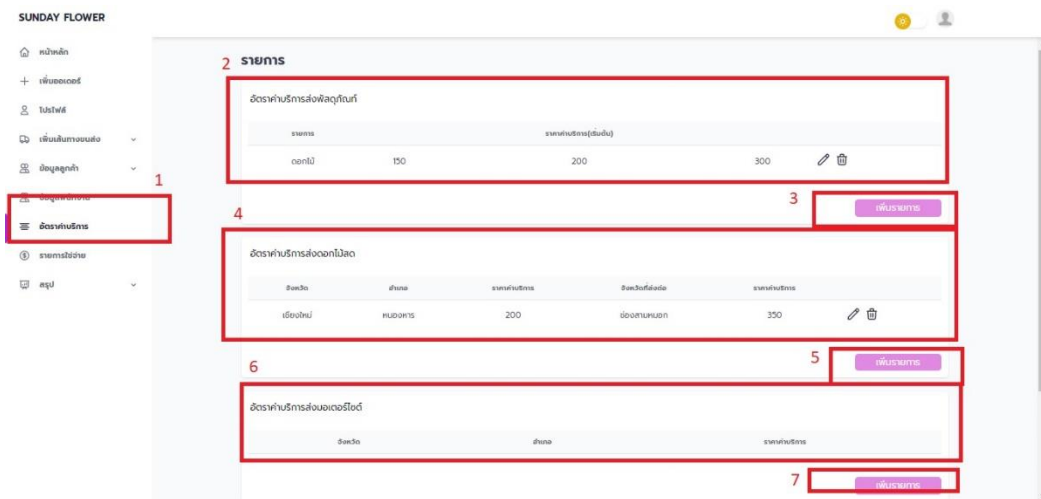 SUNDAY FLOWER
หน้าหลัก
เพิ่มออเดอร์
โปรไฟล์
เพิ่มเส้นทางขนส่ง
ข้อมูลลูกค้า
1
ข้อมูลพนักงาน
อัตราค่าบริการ
รายการใช้จ่าย
สรุป
2 รายการ
อัตราค่าบริการส่งพัสดุภัณฑ์
รายการ ราคาค่าบริการ(เริ่มต้น)
ดอกไม้ 150 200 300
3 เพิ่มรายการ
4
อัตราค่าบริการส่งดอกไม้สด
จังหวัด อำเภอ ราคาค่าบริการ จังหวัดที่ส่งต่อ ราคาค่าบริการ
เชียงใหม่ หนองหาร 200 ช่องสามหมอก 350
5 เพิ่มรายการ
6
อัตราค่าบริการส่งมอเตอร์ไซต์
จังหวัด อำเภอ ราคาค่าบริการ
7 เพิ่มรายการ